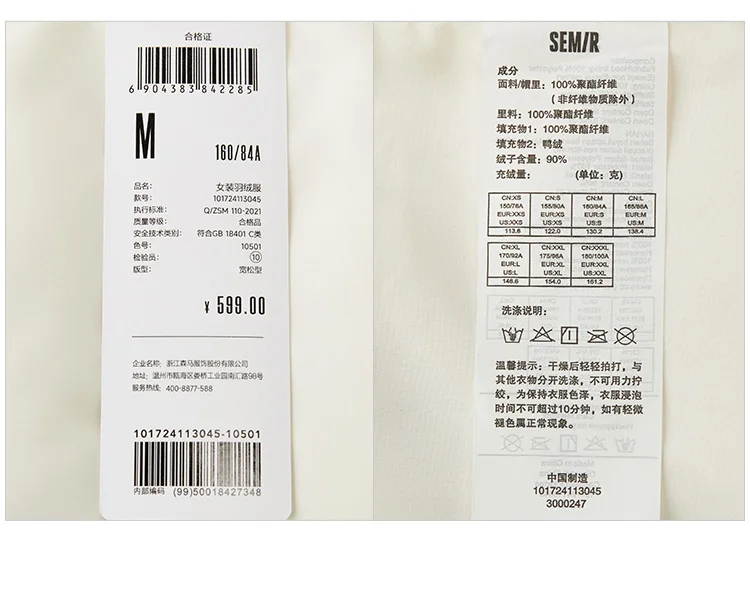 合格证
6 904383 842285
M
160/84A
品名: 女装羽绒服
款号: 101724113045
执行标准: Q/ZSM 110-2021
质量等级: 合格品
安全技术类别: 符合GB 18401 C类
色号: 10501
检验员: 10
版型: 宽松型
¥ 599.00
企业名称: 浙江森马服饰股份有限公司
地址: 温州市瓯海区娄桥工业园南汇路98号
服务热线: 400-8877-588
101724113045-10501
内部编码 (99)50018427348
SEM/R
成分
面料/帽里: 100%聚酯纤维
(非纤维物质除外)
里料: 100%聚酯纤维
填充物1: 100%聚酯纤维
填充物2: 鸭绒
绒子含量: 90%
充绒量: (单位: 克)
CN:XS CN:S CN:M CN:L
150/76A 155/80A 160/84A 165/88A
EUR:XXS EUR:XS EUR:S EUR:M
US:XXS US:XS US:S US:M
113.8 122.0 130.2 138.4
CN:XL CN:XXL CN:XXXL
170/92A 175/96A 180/100A
EUR:L EUR:XL EUR:XXL
US:L US:XL US:XXL
146.6 154.0 161.2
洗涤说明:
温馨提示: 干燥后轻轻拍打, 与
其他衣物分开洗涤, 不可用力拧
绞, 为保持衣服色泽, 衣服浸泡
时间不可超过10分钟, 如有轻微
褪色属正常现象。
中国制造
101724113045
3000247